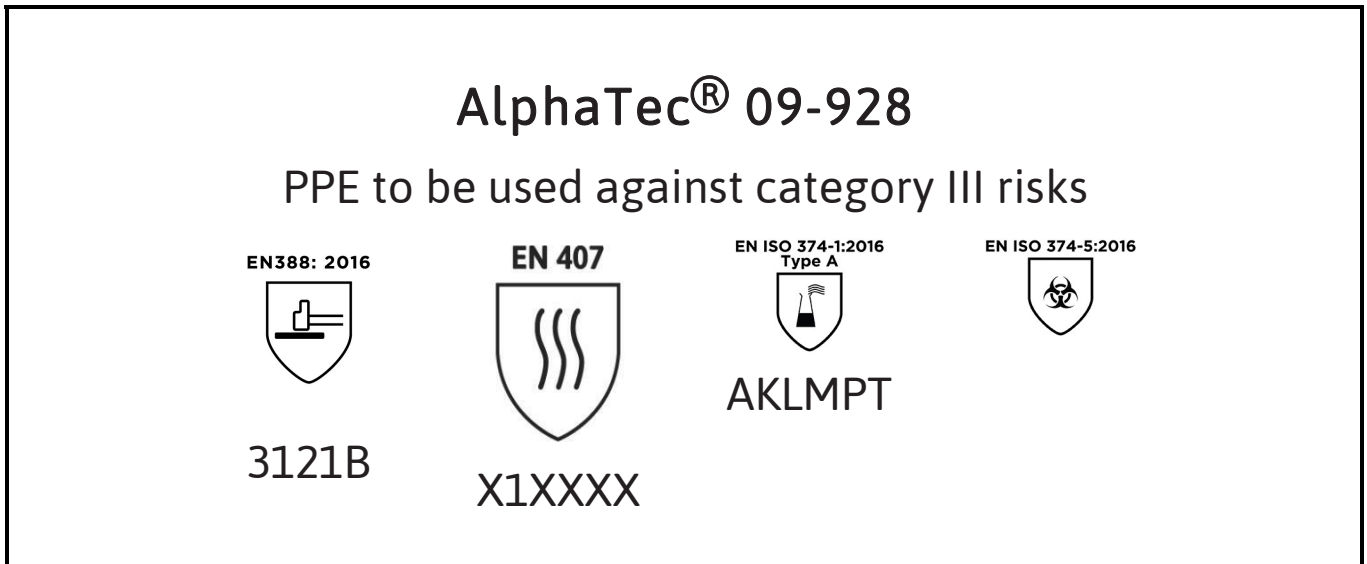 AlphaTec® 09-928
PPE to be used against category III risks
EN388: 2016
3121B
EN 407
X1XXXX
EN ISO 374-1:2016
Type A
AKLMPT
EN ISO 374-5:2016